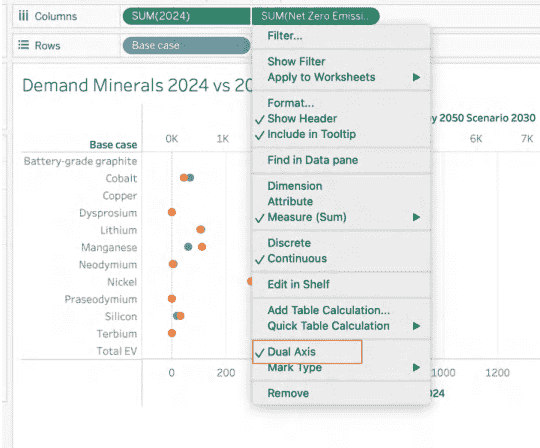 Columns SUM(2024) SUM(Net Zero Emissi..
Rows Base case
Demand Minerals 2024 vs 20
y 2050 Scenario 2030
Base case 0K 1K 6K 7K
Battery-grade graphite
Cobalt
Copper
Dysprosium
Lithium
Manganese
Neodymium
Nickel
Praseodymium
Silicon
Terbium
Total EV
0 200 1000 1200
024
Filter...
Show Filter
Apply to Worksheets
Format...
Show Header
Include in Tooltip
Find in Data pane
Dimension
Attribute
Measure (Sum)
Discrete
Continuous
Edit in Shelf
Add Table Calculation...
Quick Table Calculation
Dual Axis
Mark Type
Remove